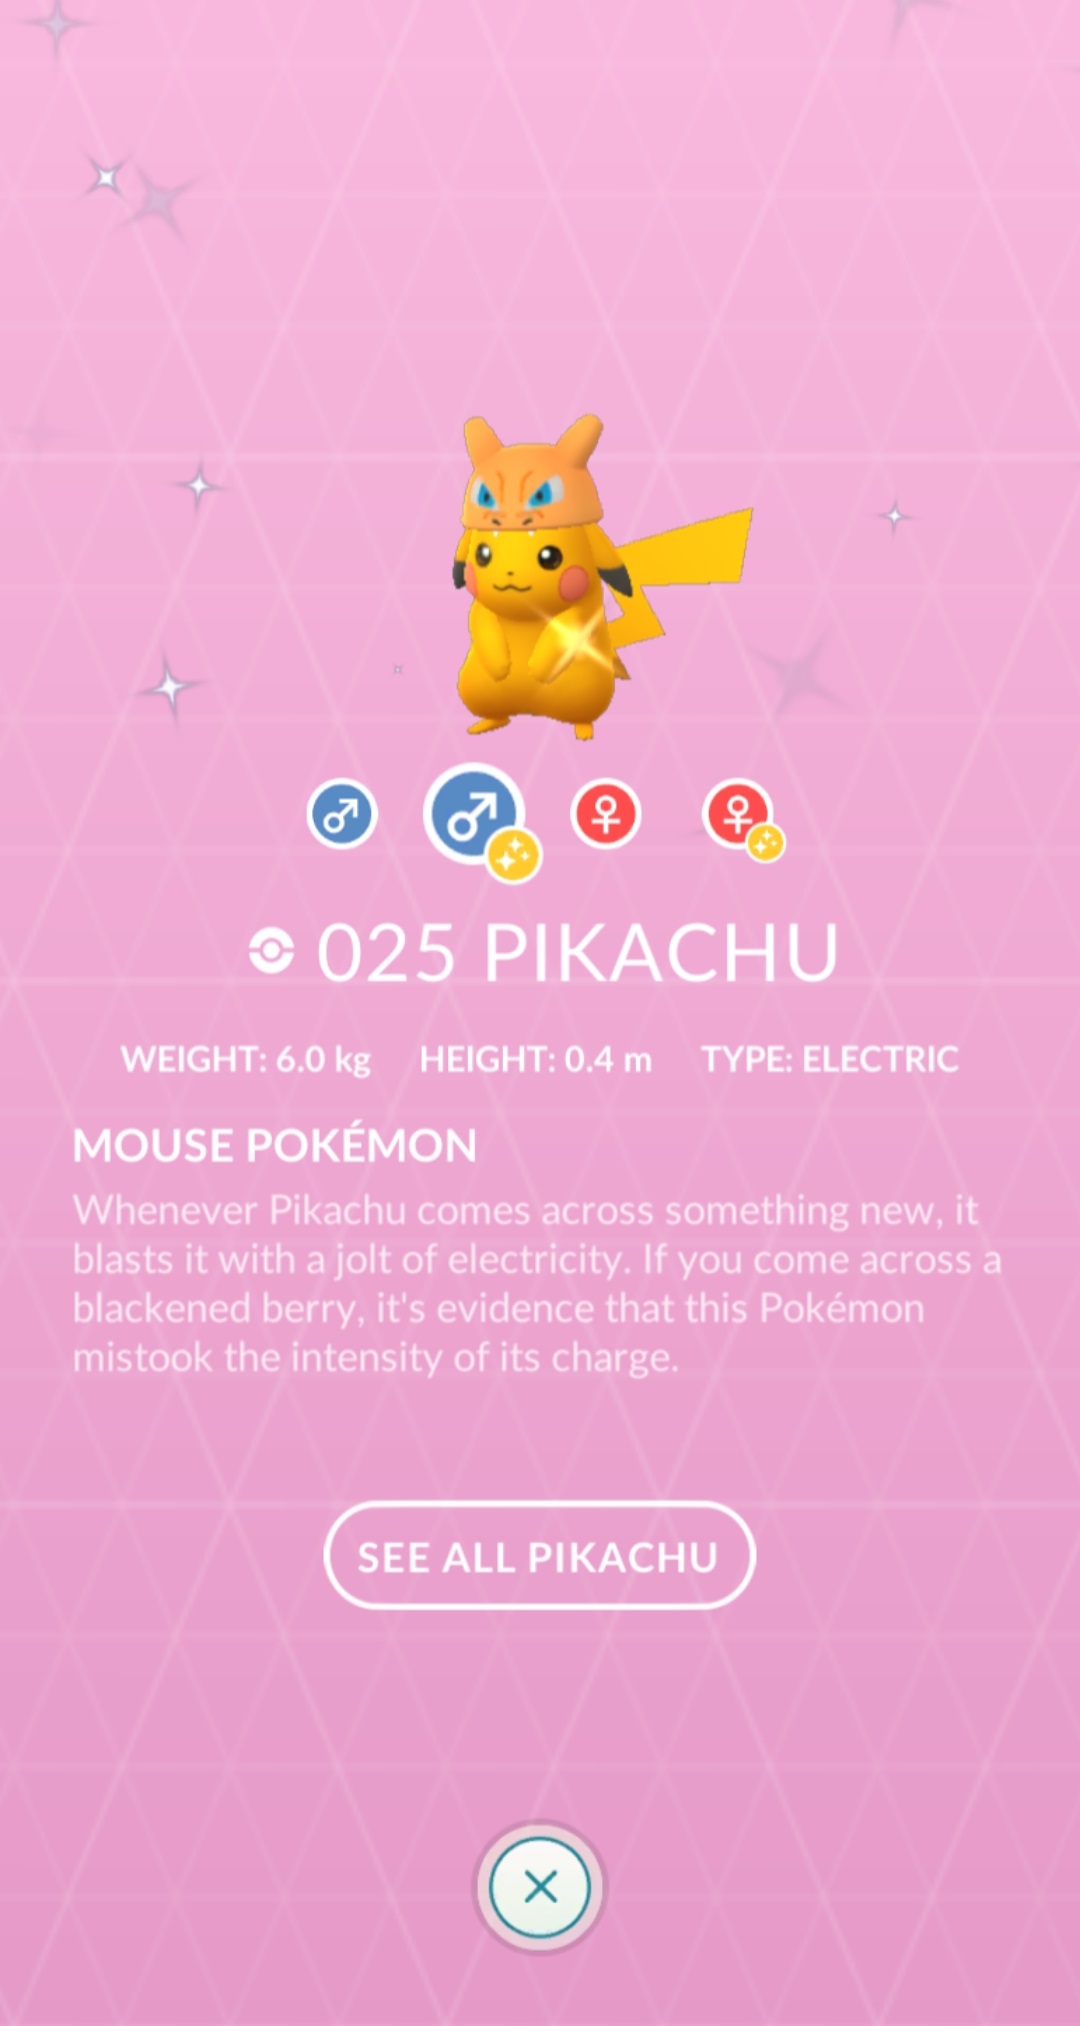 025 PIKACHU
WEIGHT: 6.0 kg HEIGHT: 0.4 m TYPE: ELECTRIC
MOUSE POKÉMON
Whenever Pikachu comes across something new, it
blasts it with a jolt of electricity. If you come across a
blackened berry, it's evidence that this Pokémon
mistook the intensity of its charge.
SEE ALL PIKACHU